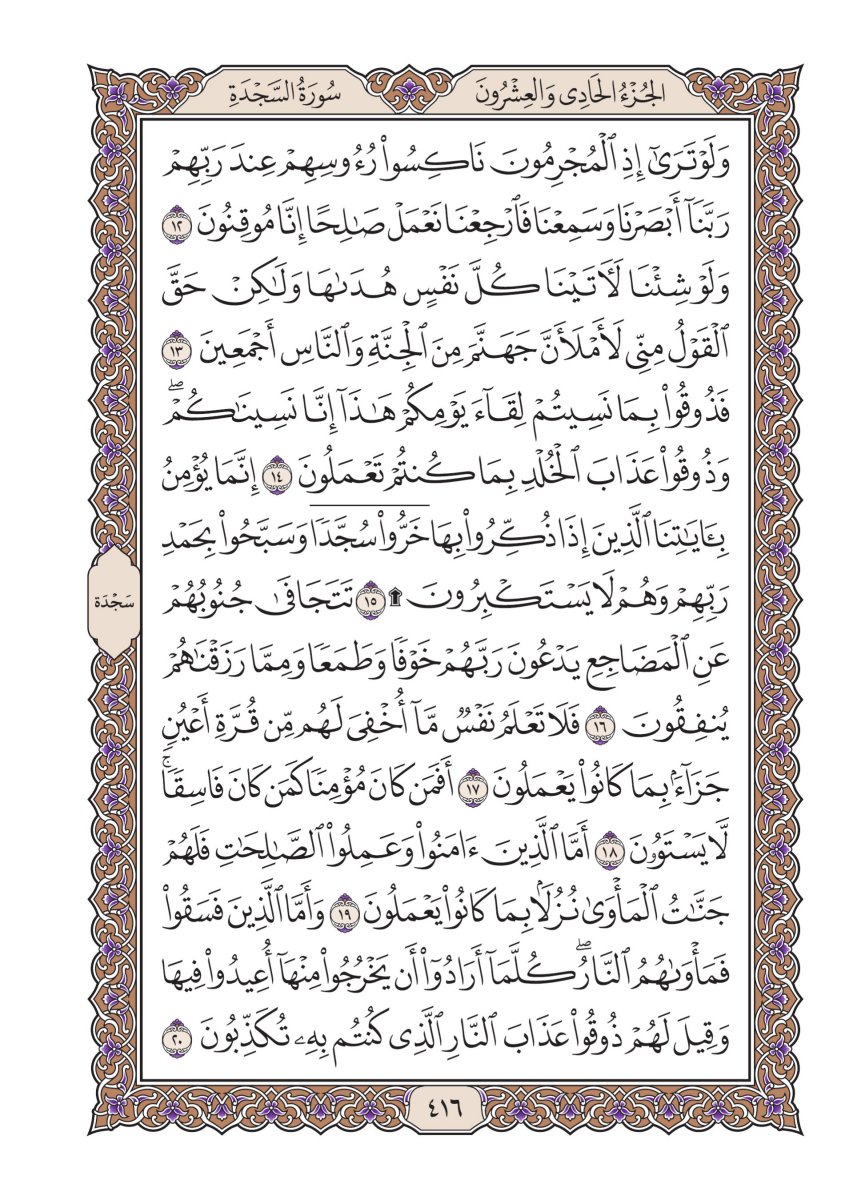 الجُزْءُ الحَادِي وَالعِشْرُونَ
سُورَةُ السَّجْدَةِ
وَلَوْ تَرَىٰٓ إِذِ ٱلْمُجْرِمُونَ نَاكِسُوا۟ رُءُوسِهِمْ عِندَ رَبِّهِمْ
رَبَّنَآ أَبْصَرْنَا وَسَمِعْنَا فَٱرْجِعْنَا نَعْمَلْ صَٰلِحًا إِنَّا مُوقِنُونَ ١٢
وَلَوْ شِئْنَا لَـَٔاتَيْنَا كُلَّ نَفْسٍ هُدَىٰهَا وَلَٰكِنْ حَقَّ
ٱلْقَوْلُ مِنِّي لَأَمْلَأَنَّ جَهَنَّمَ مِنَ ٱلْجِنَّةِ وَٱلنَّاسِ أَجْمَعِينَ ١٣
فَذُوقُوا۟ بِمَا نَسِيتُمْ لِقَآءَ يَوْمِكُمْ هَٰذَآ إِنَّا نَسِينَٰكُمْۖ
وَذُوقُوا۟ عَذَابَ ٱلْخُلْدِ بِمَا كُنتُمْ تَعْمَلُونَ ١٤ إِنَّمَا يُؤْمِنُ
بِـَٔايَٰتِنَا ٱلَّذِينَ إِذَا ذُكِّرُوا۟ بِهَا خَرُّوا۟ سُجَّدًا وَسَبَّحُوا۟ بِحَمْدِ
رَبِّهِمْ وَهُمْ لَا يَسْتَكْبِرُونَ ۩ ١٥ تَتَجَافَىٰ جُنُوبُهُمْ
سَجْدَة
عَنِ ٱلْمَضَاجِعِ يَدْعُونَ رَبَّهُمْ خَوْفًا وَطَمَعًا وَمِمَّا رَزَقْنَٰهُمْ
يُنفِقُونَ ١٦ فَلَا تَعْلَمُ نَفْسٌ مَّآ أُخْفِيَ لَهُم مِّن قُرَّةِ أَعْيُنٍ
جَزَآءًۢ بِمَا كَانُوا۟ يَعْمَلُونَ ١٧ أَفَمَن كَانَ مُؤْمِنًا كَمَن كَانَ فَاسِقًاۚ
لَّا يَسْتَوُۥنَ ١٨ أَمَّا ٱلَّذِينَ ءَامَنُوا۟ وَعَمِلُوا۟ ٱلصَّٰلِحَٰتِ فَلَهُمْ
جَنَّٰتُ ٱلْمَأْوَىٰ نُزُلًۢا بِمَا كَانُوا۟ يَعْمَلُونَ ١٩ وَأَمَّا ٱلَّذِينَ فَسَقُوا۟
فَمَأْوَىٰهُمُ ٱلنَّارُۖ كُلَّمَآ أَرَادُوٓا۟ أَن يَخْرُجُوا۟ مِنْهَآ أُعِيدُوا۟ فِيهَا
وَقِيلَ لَهُمْ ذُوقُوا۟ عَذَابَ ٱلنَّارِ ٱلَّذِي كُنتُم بِهِۦ تُكَذِّبُونَ ٢٠
٤١٦